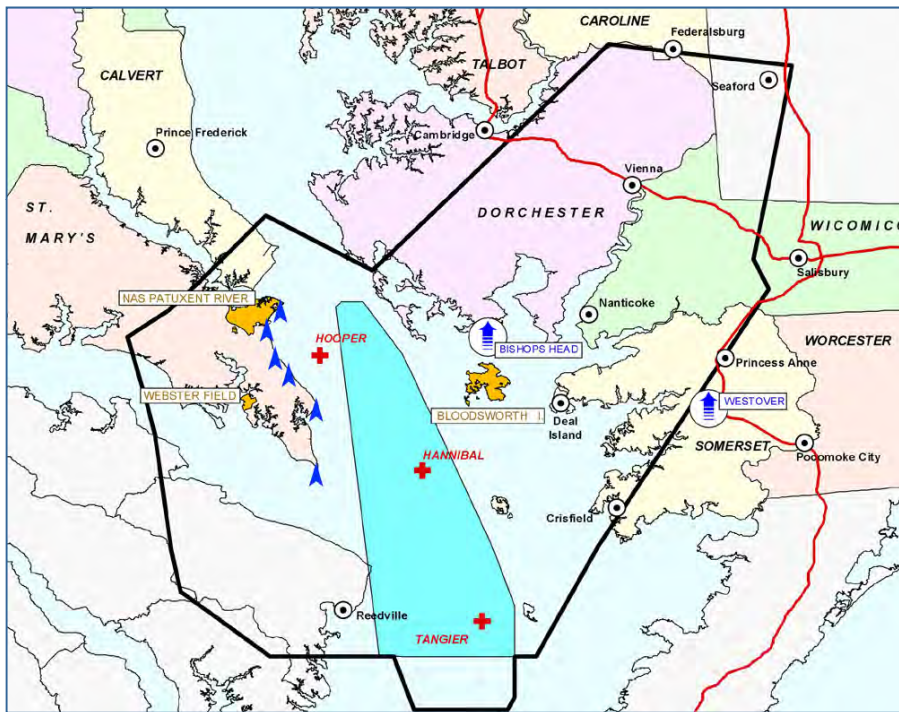 CAROLINE
Federalsburg
TALBOT
CALVERT
Seaford
Cambridge
Prince Frederick
Vienna
ST.
MARY'S
DORCHESTER
WICOMICO
Salisbury
NAS PATUXENT RIVER
Nanticoke
HOOPER
BISHOPS HEAD
WORCESTER
Princess Anne
WEBSTER FIELD
BLOODSWORTH I.
Deal
Island
WESTOVER
SOMERSET
Pocomoke City
HANNIBAL
Crisfield
Reedville
TANGIER